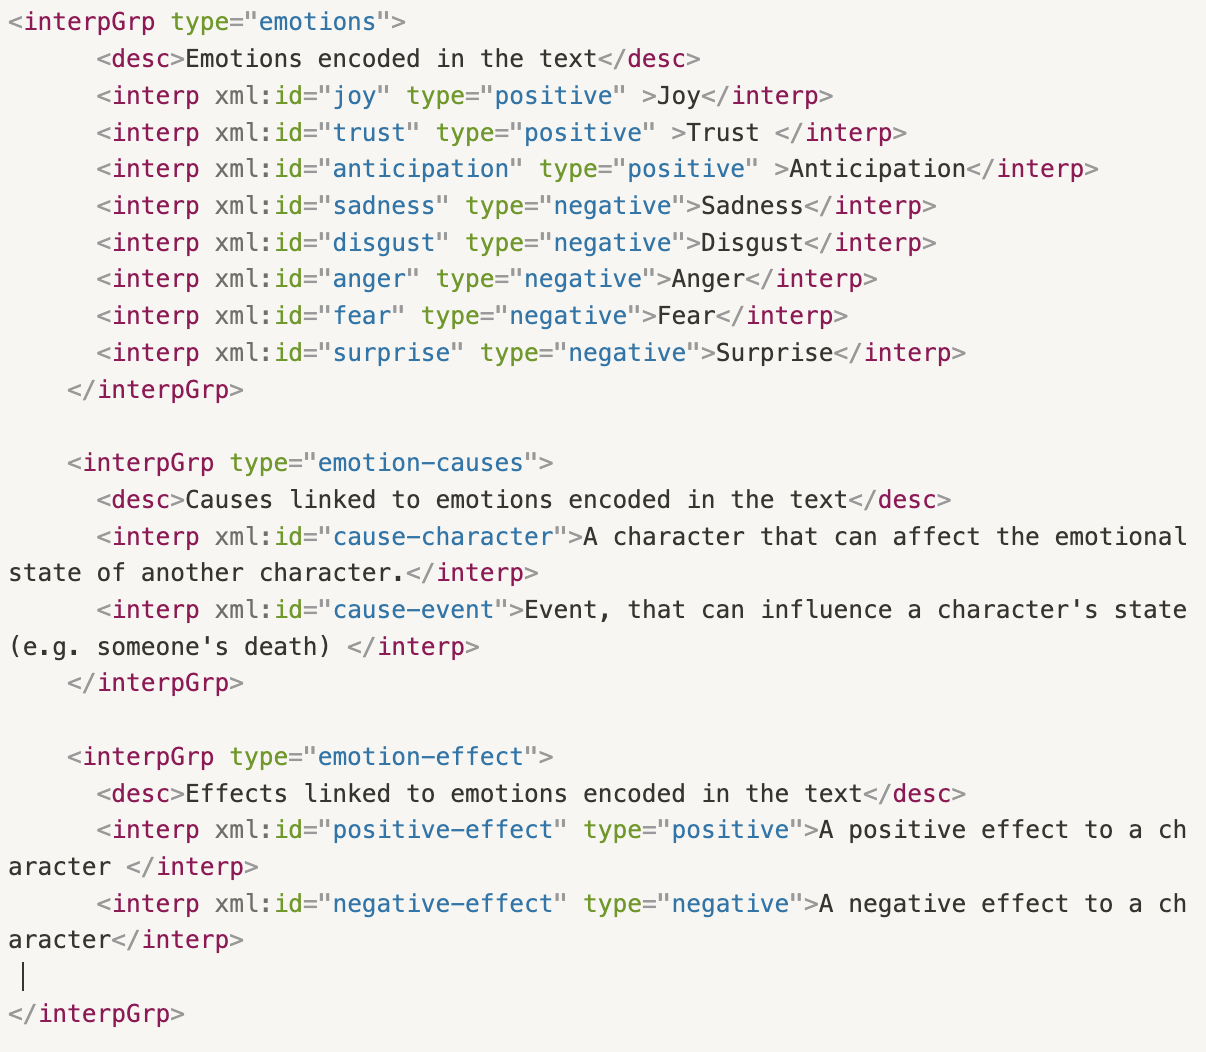 <interpGrp type="emotions">
<desc>Emotions encoded in the text</desc>
<interp xml:id="joy" type="positive" >Joy</interp>
<interp xml:id="trust" type="positive" >Trust </interp>
<interp xml:id="anticipation" type="positive" >Anticipation</interp>
<interp xml:id="sadness" type="negative">Sadness</interp>
<interp xml:id="disgust" type="negative">Disgust</interp>
<interp xml:id="anger" type="negative">Anger</interp>
<interp xml:id="fear" type="negative">Fear</interp>
<interp xml:id="surprise" type="negative">Surprise</interp>
</interpGrp>
<interpGrp type="emotion-causes">
<desc>Causes linked to emotions encoded in the text</desc>
<interp xml:id="cause-character">A character that can affect the emotional
state of another character.</interp>
<interp xml:id="cause-event">Event, that can influence a character's state
(e.g. someone's death) </interp>
</interpGrp>
<interpGrp type="emotion-effect">
<desc>Effects linked to emotions encoded in the text</desc>
<interp xml:id="positive-effect" type="positive">A positive effect to a ch
aracter </interp>
<interp xml:id="negative-effect" type="negative">A negative effect to a ch
aracter</interp>
</interpGrp>